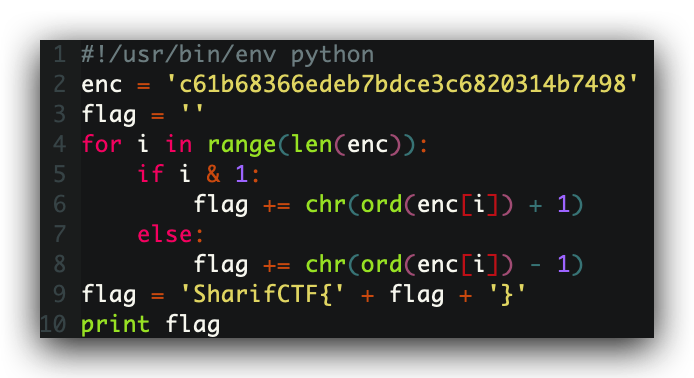 1 #!/usr/bin/env python
2 enc = 'c61b68366edeb7bdce3c6820314b7498'
3 flag = ''
4 for i in range(len(enc)):
5     if i & 1:
6         flag += chr(ord(enc[i]) + 1)
7     else:
8         flag += chr(ord(enc[i]) - 1)
9 flag = 'SharifCTF{' + flag + '}'
10 print flag